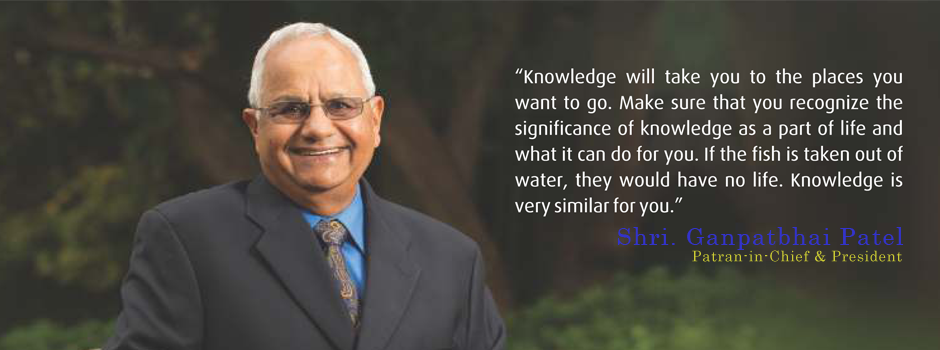 “Knowledge will take you to the places you
want to go. Make sure that you recognize the
significance of knowledge as a part of life and
what it can do for you. If the fish is taken out of
water, they would have no life. Knowledge is
very similar for you.”
Shri. Ganpatbhai Patel
Patran-in-Chief & President